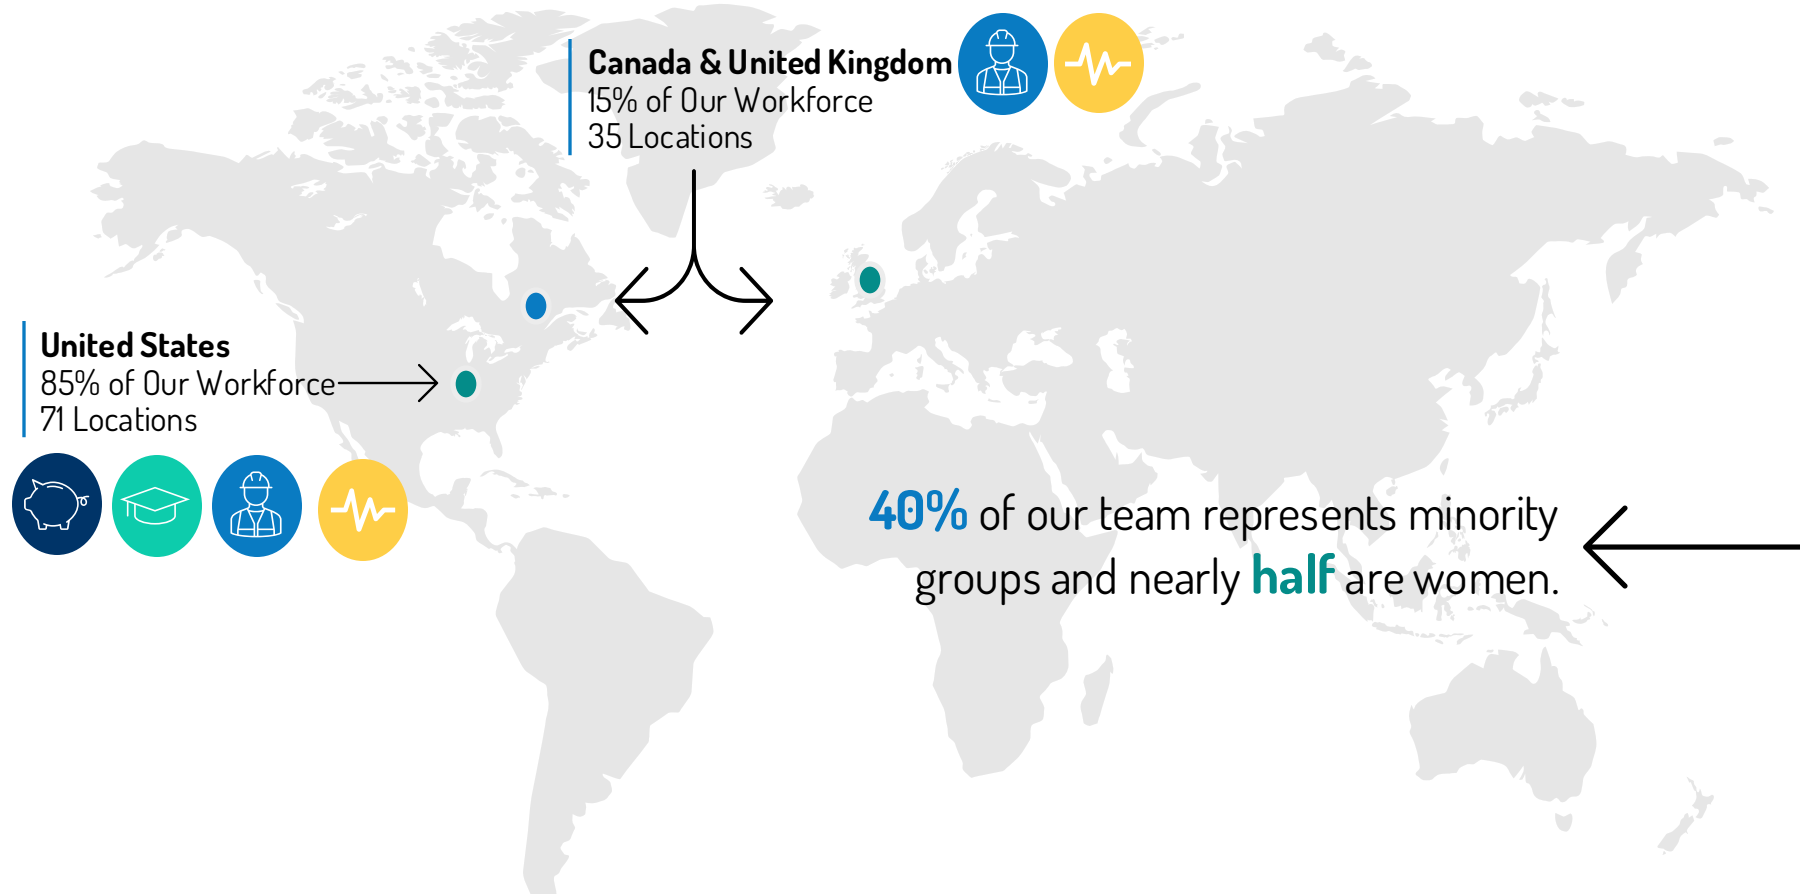 Canada & United Kingdom
15% of Our Workforce
35 Locations
United States
85% of Our Workforce
71 Locations
40% of our team represents minority
groups and nearly half are women.